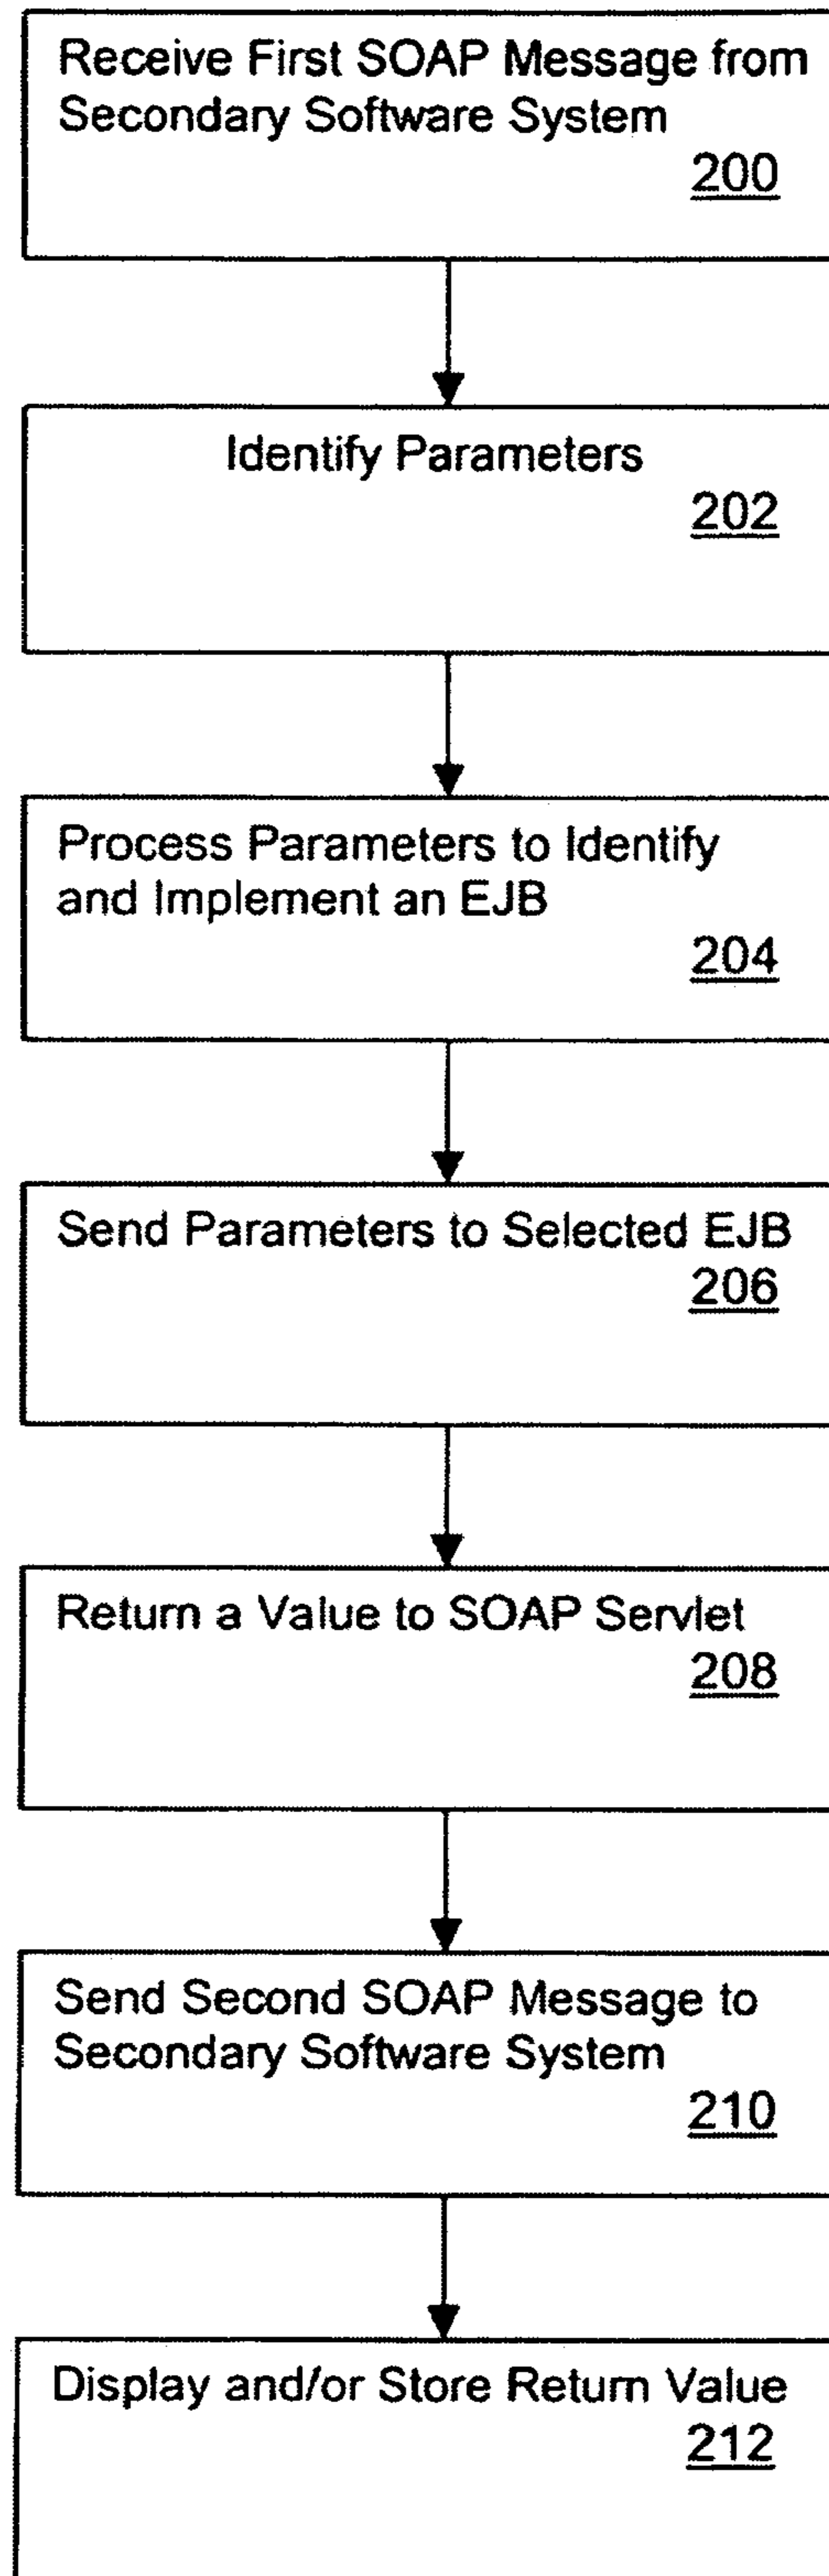 Receive First SOAP Message from
Secondary Software System
200
Identify Parameters
202
Process Parameters to Identify
and Implement an EJB
204
Send Parameters to Selected EJB
206
Return a Value to SOAP Servlet
208
Send Second SOAP Message to
Secondary Software System
210
Display and/or Store Return Value
212